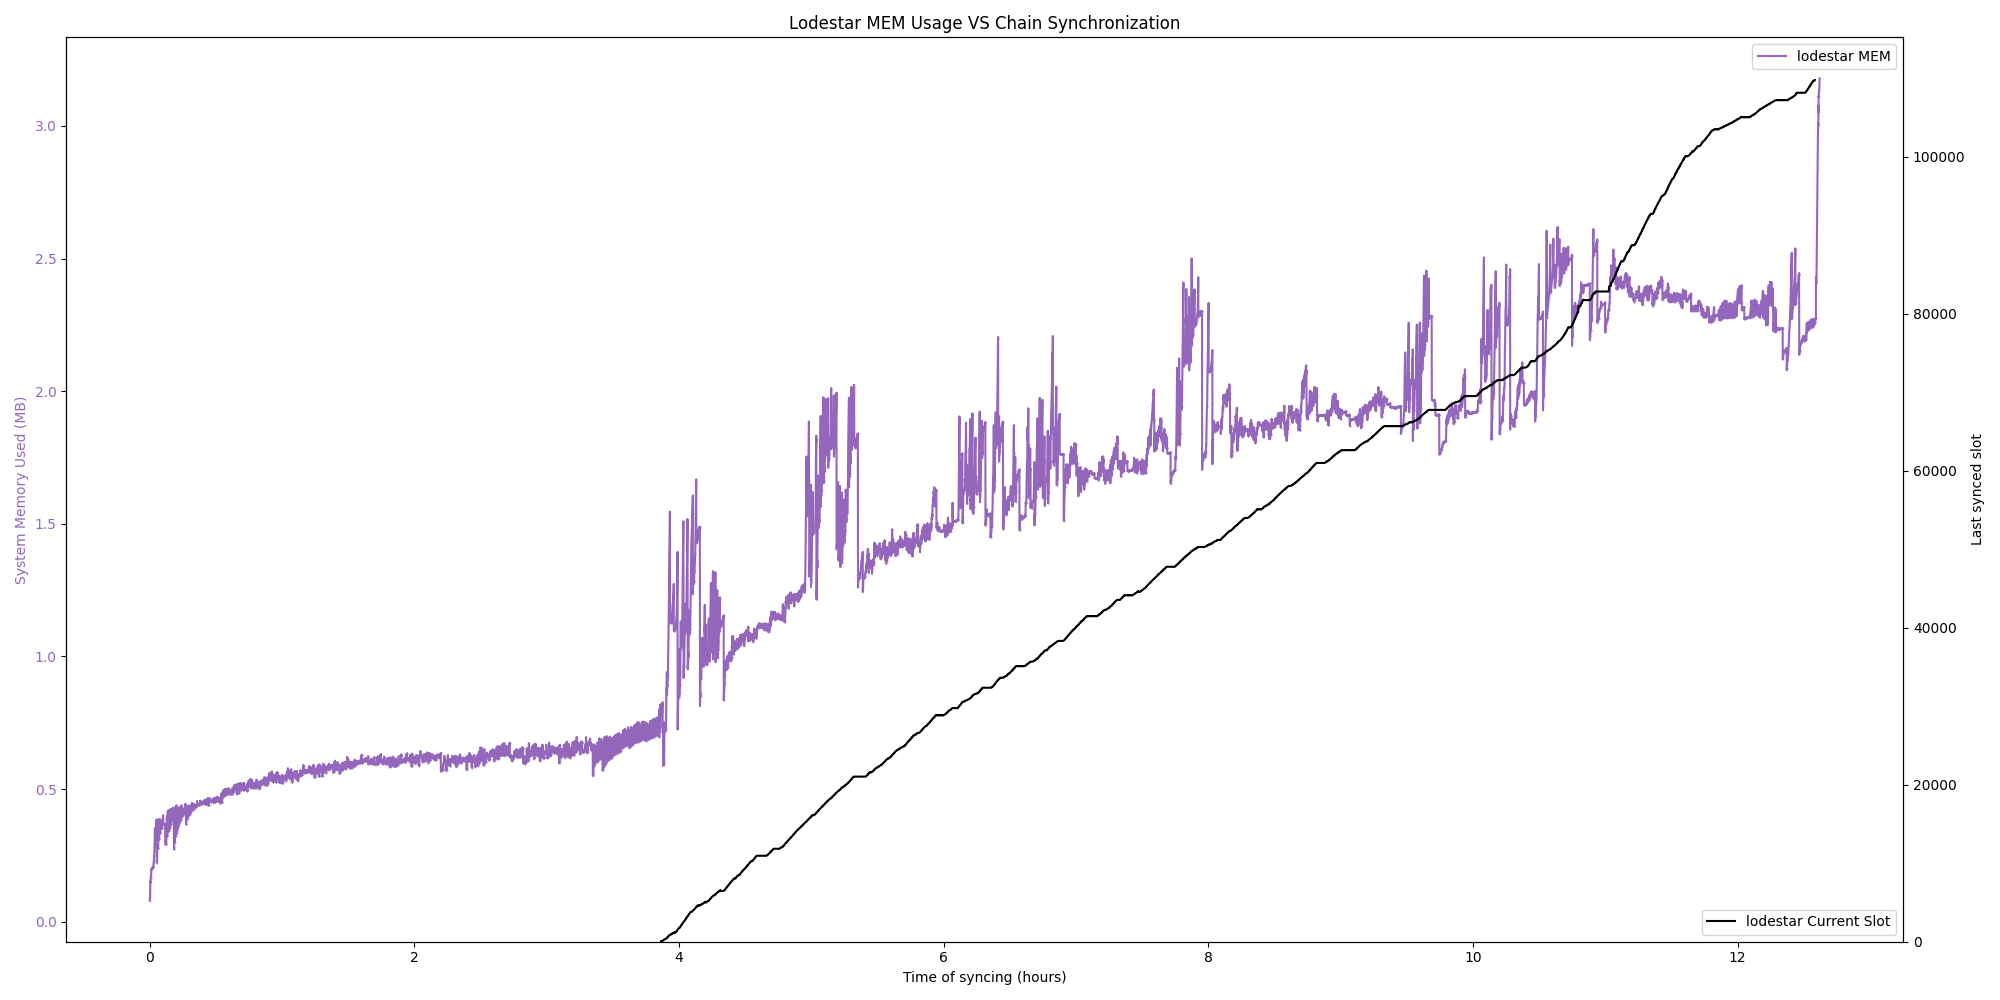 Lodestar MEM Usage VS Chain Synchronization
lodestar MEM
3.0
2.5
2.0
1.5
1.0
0.5
0.0
System Memory Used (MB)
100000
80000
60000
40000
20000
0
Last synced slot
lodestar Current Slot
0 2 4 6 8 10 12
Time of syncing (hours)